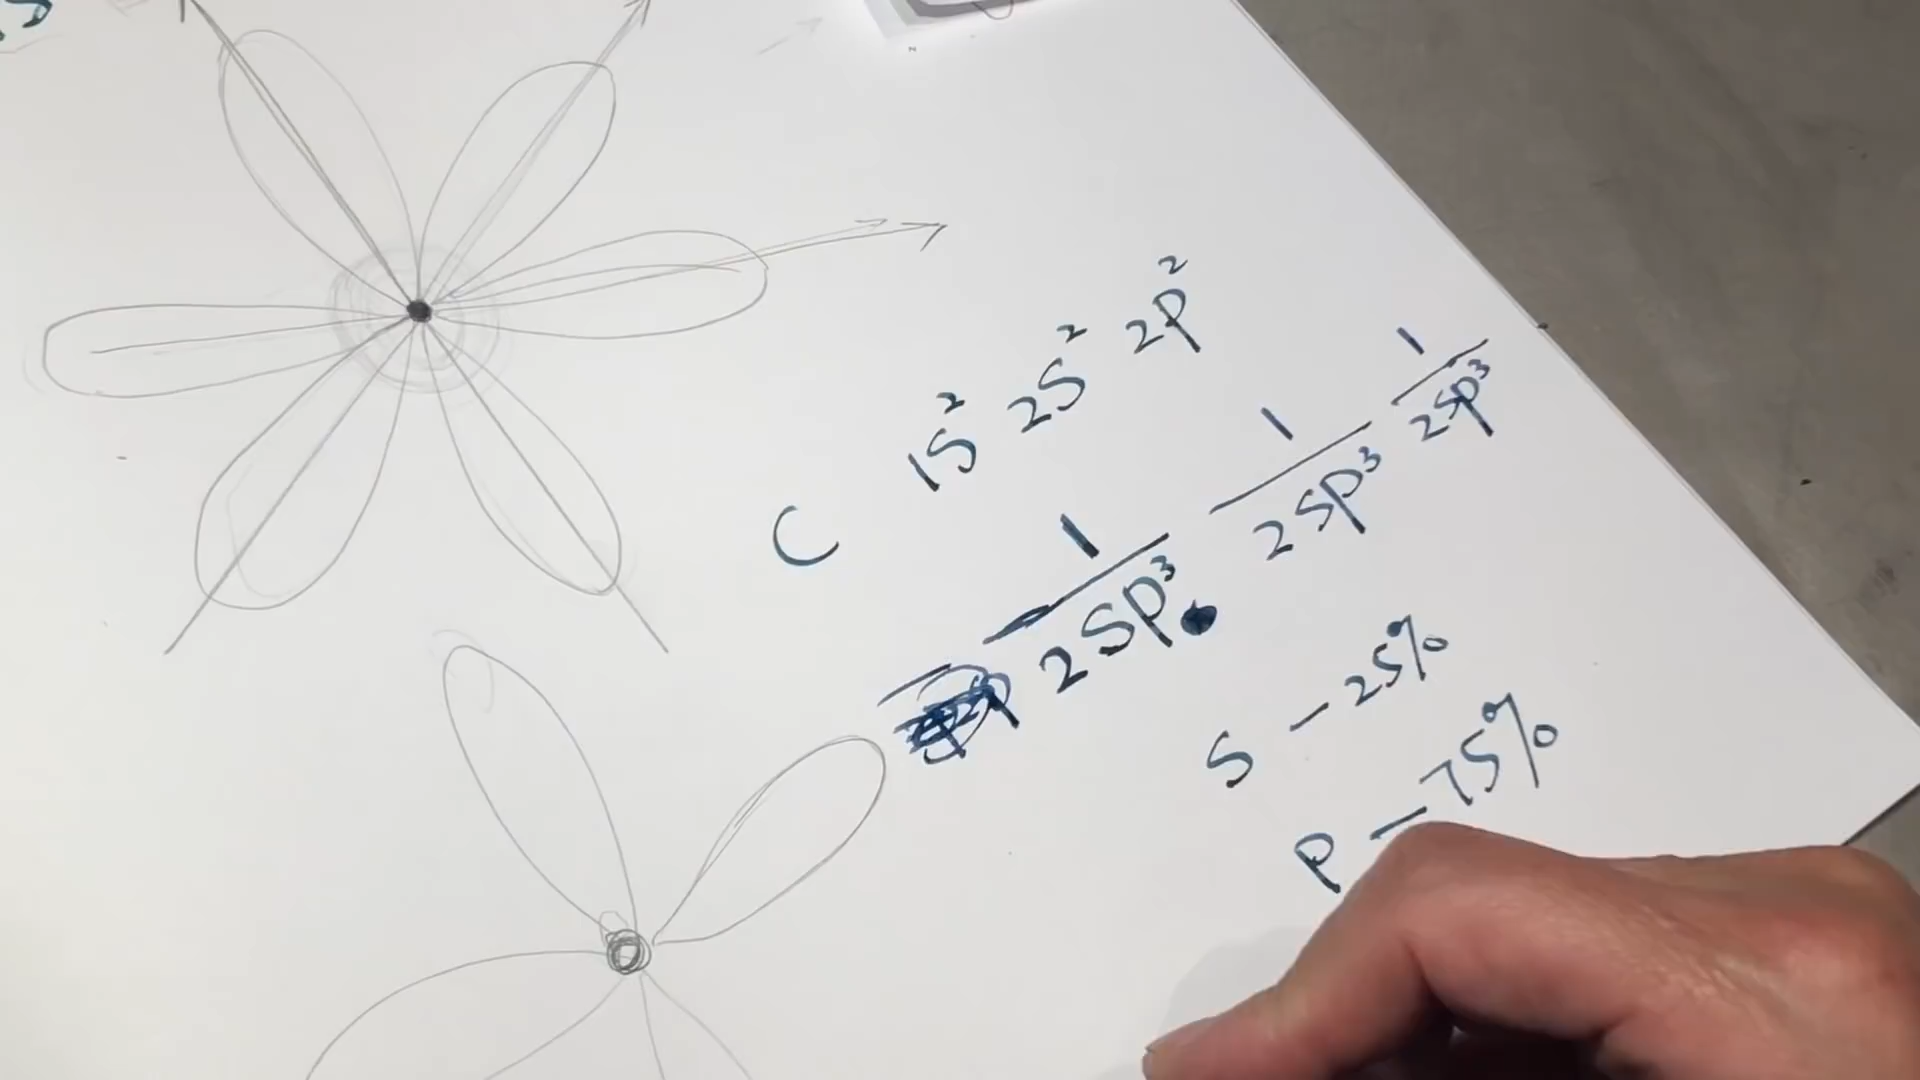 C 1s² 2s² 2p²
1 1 1
2sp³ 2sp³ 2sp³
S – 25%
P – 75%